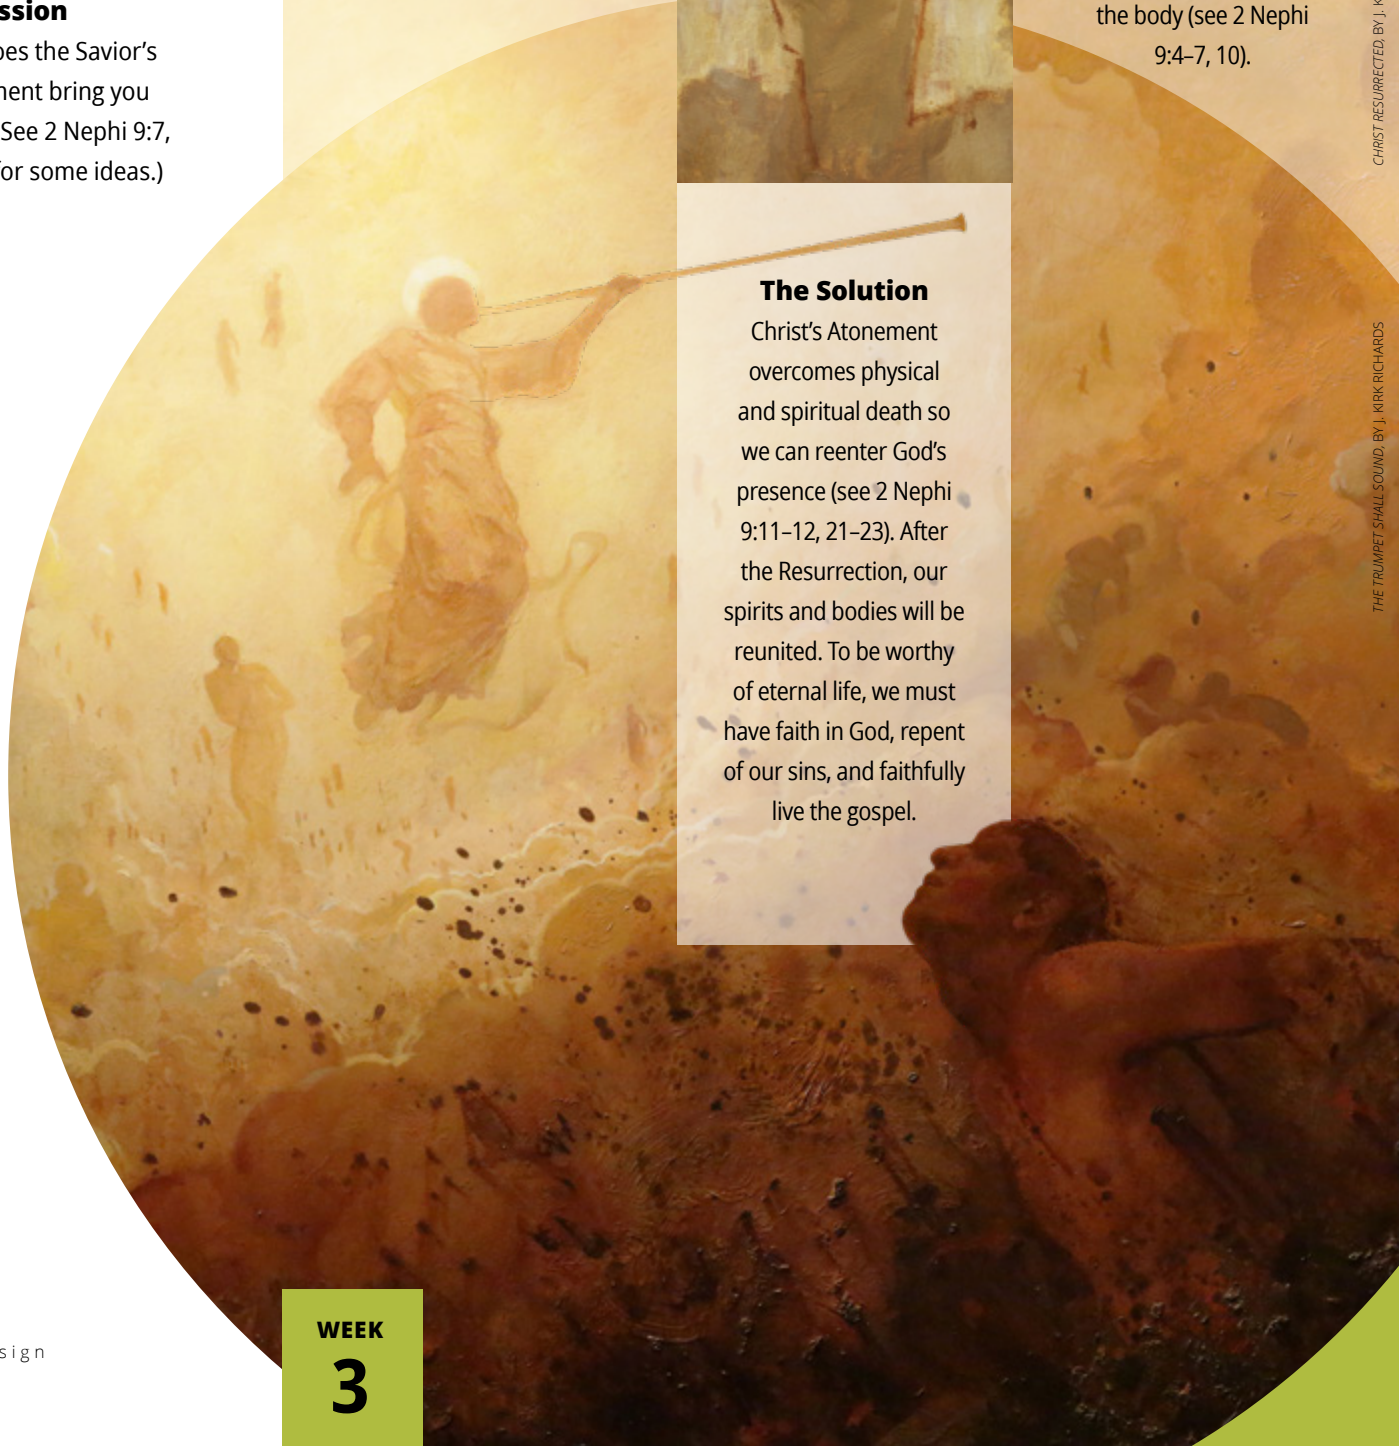 ssion
oes the Savior's
ment bring you
See 2 Nephi 9:7,
for some ideas.)
the body (see 2 Nephi
9:4–7, 10).
CHRIST RESURRECTED, BY J. K
The Solution
Christ's Atonement
overcomes physical
and spiritual death so
we can reenter God's
presence (see 2 Nephi
9:11–12, 21–23). After
the Resurrection, our
spirits and bodies will be
reunited. To be worthy
of eternal life, we must
have faith in God, repent
of our sins, and faithfully
live the gospel.
THE TRUMPET SHALL SOUND, BY J. KIRK RICHARDS
sign
WEEK
3